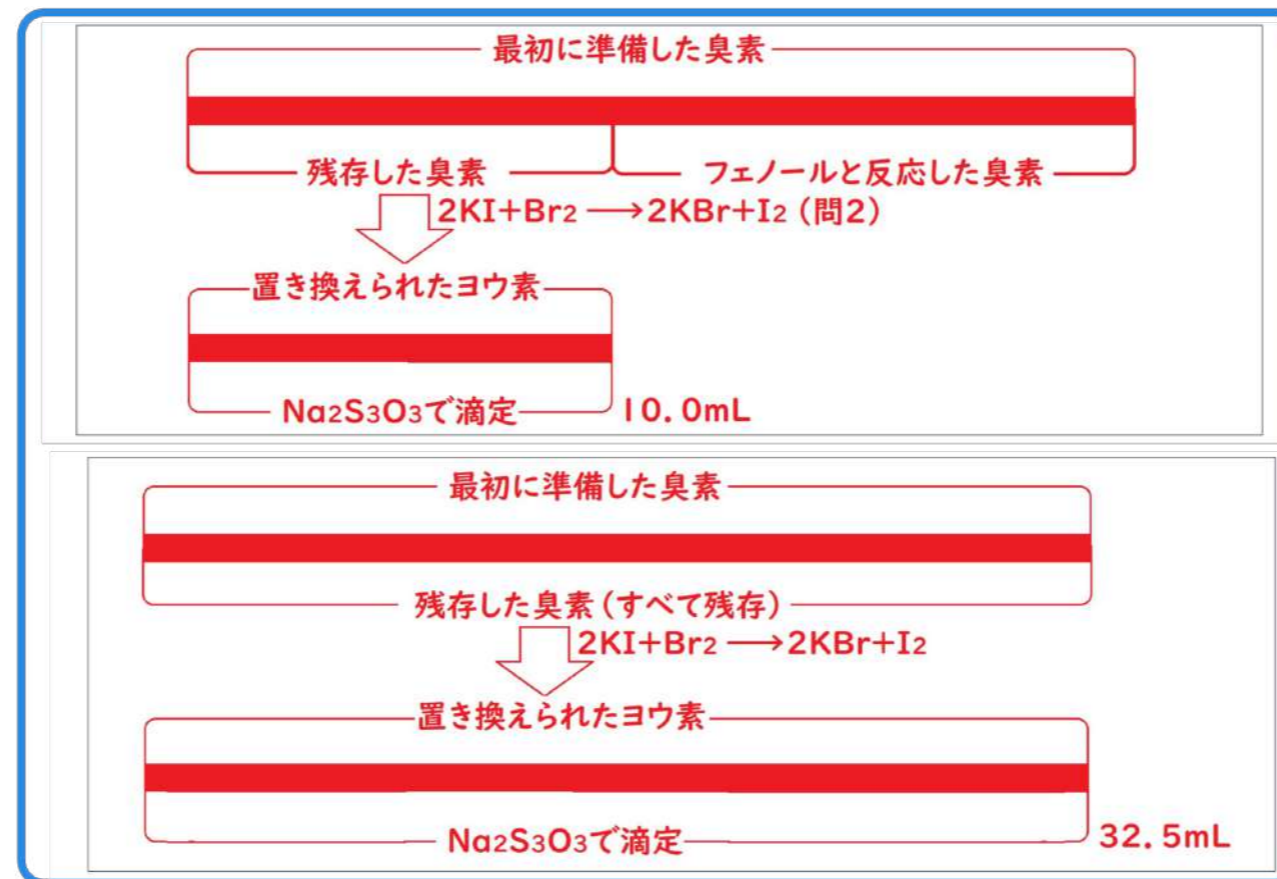 最初に準備した臭素
残存した臭素 フェノールと反応した臭素
2KI+Br2 ⟶2KBr+I2 (問2)
置き換えられたヨウ素
Na2S3O3で滴定 10.0mL
最初に準備した臭素
残存した臭素(すべて残存)
2KI+Br2 ⟶2KBr+I2
置き換えられたヨウ素
Na2S3O3で滴定 32.5mL